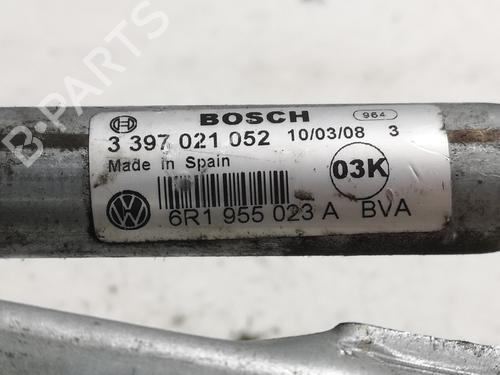 BOSCH 964
3 397 021 052 10/03/08 3
Made in Spain
03K
6R1 955 023 A BVA
B-PARTS